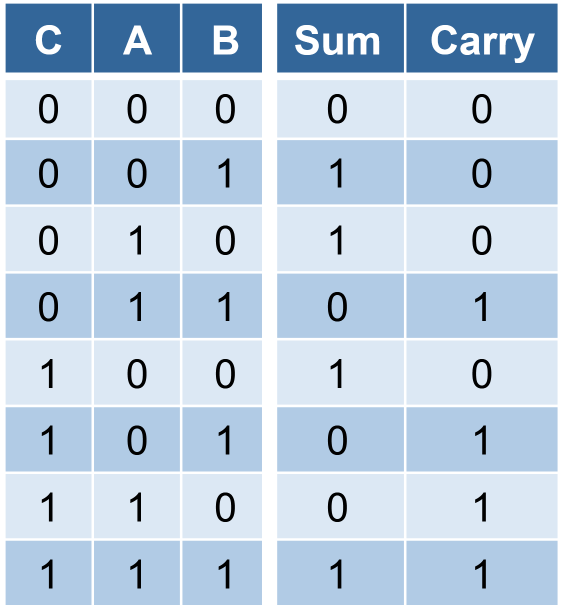 C A B Sum Carry
0 0 0 0 0
0 0 1 1 0
0 1 0 1 0
0 1 1 0 1
1 0 0 1 0
1 0 1 0 1
1 1 0 0 1
1 1 1 1 1